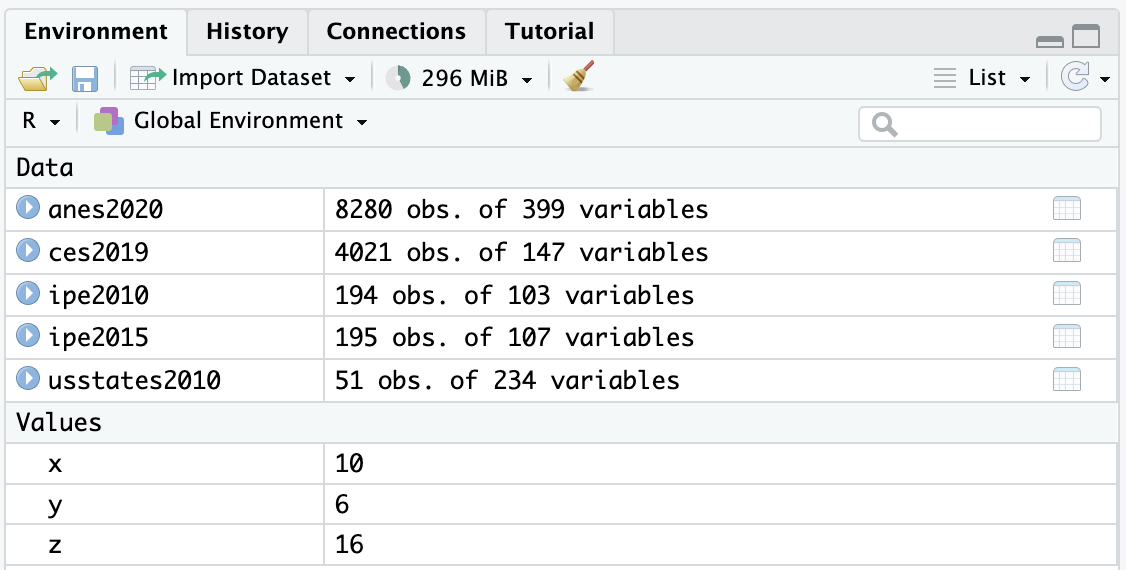 Environment History Connections Tutorial
Import Dataset 296 MiB List
R Global Environment
Data
anes2020 8280 obs. of 399 variables
ces2019 4021 obs. of 147 variables
ipe2010 194 obs. of 103 variables
ipe2015 195 obs. of 107 variables
usstates2010 51 obs. of 234 variables
Values
x 10
y 6
z 16